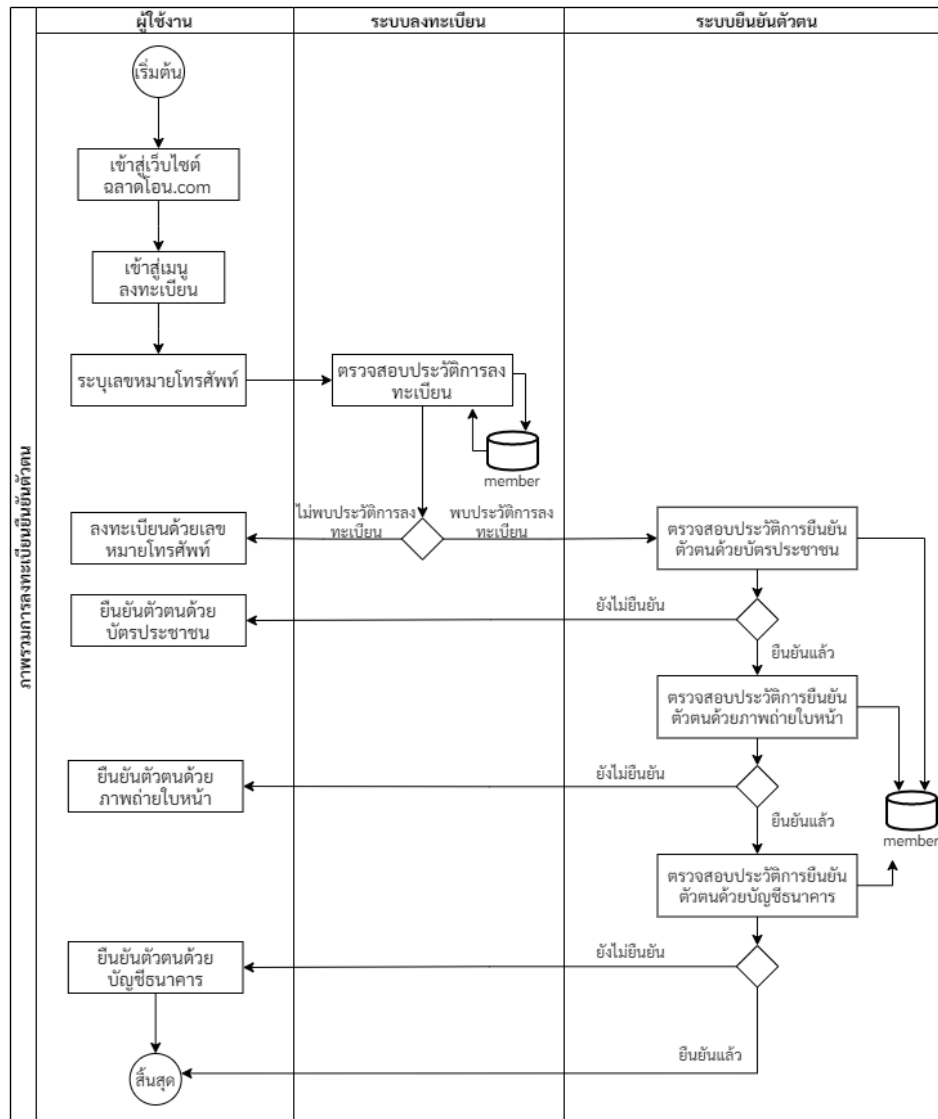 ผู้ใช้งาน
ระบบลงทะเบียน
ระบบยืนยันตัวตน
ภาพรวมการลงทะเบียนยืนยันตัวตน
เริ่มต้น
เข้าสู่เว็บไซต์
ฉลาดโอน.com
เข้าสู่เมนู
ลงทะเบียน
ระบุเลขหมายโทรศัพท์
ตรวจสอบประวัติการลง
ทะเบียน
member
ไม่พบประวัติการลง
ทะเบียน
พบประวัติการลง
ทะเบียน
ลงทะเบียนด้วยเลข
หมายโทรศัพท์
ตรวจสอบประวัติการยืนยัน
ตัวตนด้วยบัตรประชาชน
ยังไม่ยืนยัน
ยืนยันตัวตนด้วย
บัตรประชาชน
ยืนยันแล้ว
ตรวจสอบประวัติการยืนยัน
ตัวตนด้วยภาพถ่ายใบหน้า
ยังไม่ยืนยัน
ยืนยันตัวตนด้วย
ภาพถ่ายใบหน้า
member
ยืนยันแล้ว
ตรวจสอบประวัติการยืนยัน
ตัวตนด้วยบัญชีธนาคาร
ยังไม่ยืนยัน
ยืนยันตัวตนด้วย
บัญชีธนาคาร
ยืนยันแล้ว
สิ้นสุด